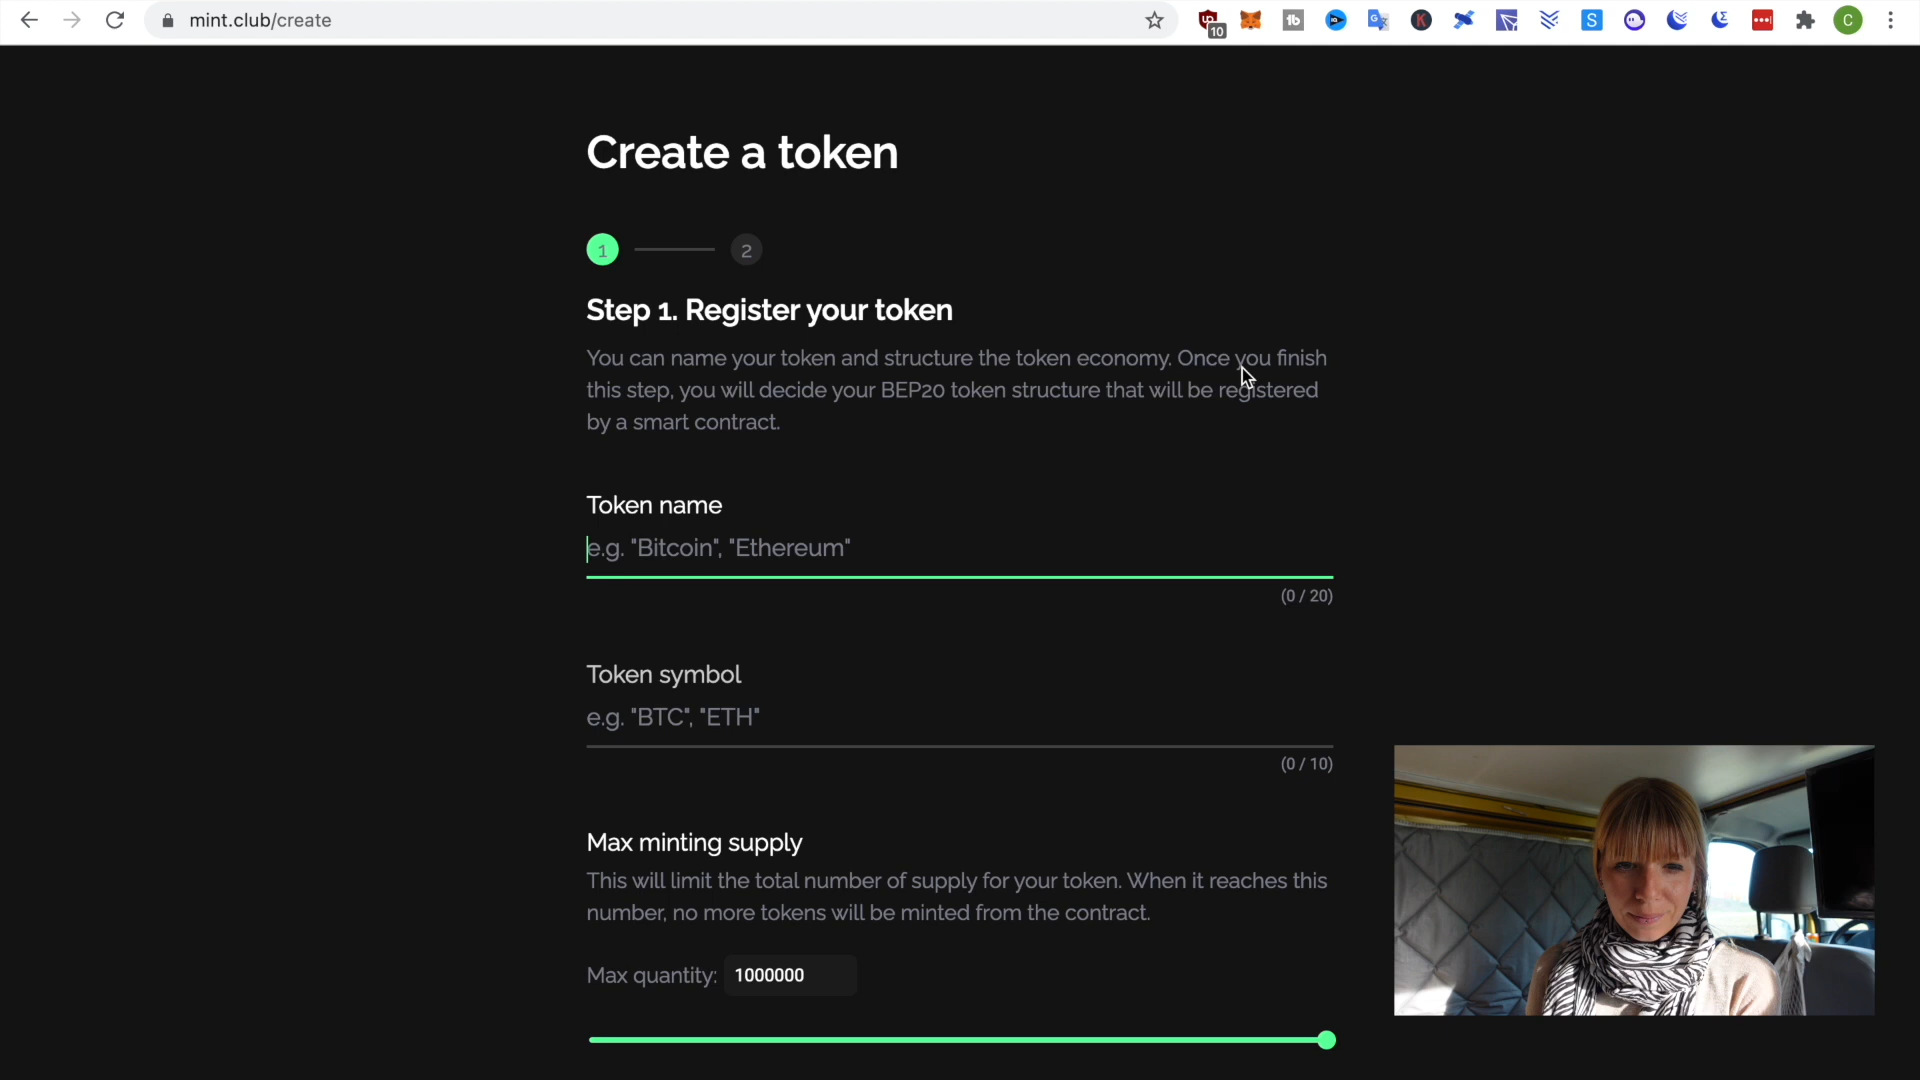 mint.club/create
10
C
Create a token
1
2
Step 1. Register your token
You can name your token and structure the token economy. Once you finish
this step, you will decide your BEP20 token structure that will be registered
by a smart contract.
Token name
e.g. "Bitcoin", "Ethereum"
(0 / 20)
Token symbol
e.g. "BTC", "ETH"
(0 / 10)
Max minting supply
This will limit the total number of supply for your token. When it reaches this
number, no more tokens will be minted from the contract.
Max quantity: 1000000